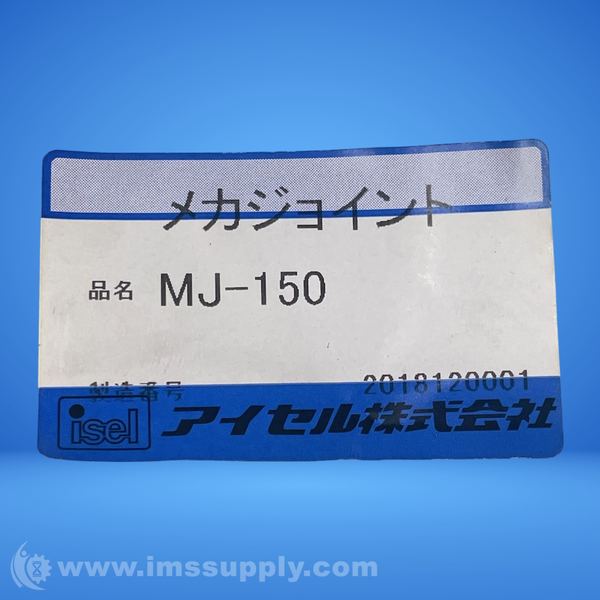 メカジョイント
品名 MJ-150
製造番号 2018120001
isel アイセル株式会社
www.imssupply.com